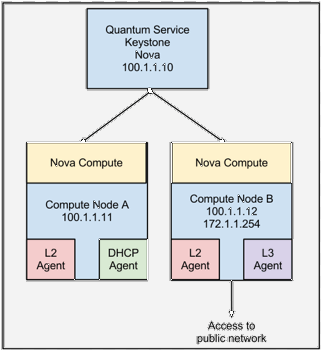 Quantum Service
Keystone
Nova
100.1.1.10
Nova Compute
Compute Node A
100.1.1.11
L2
Agent
DHCP
Agent
Nova Compute
Compute Node B
100.1.1.12
172.1.1.254
L2
Agent
L3
Agent
Access to
public network